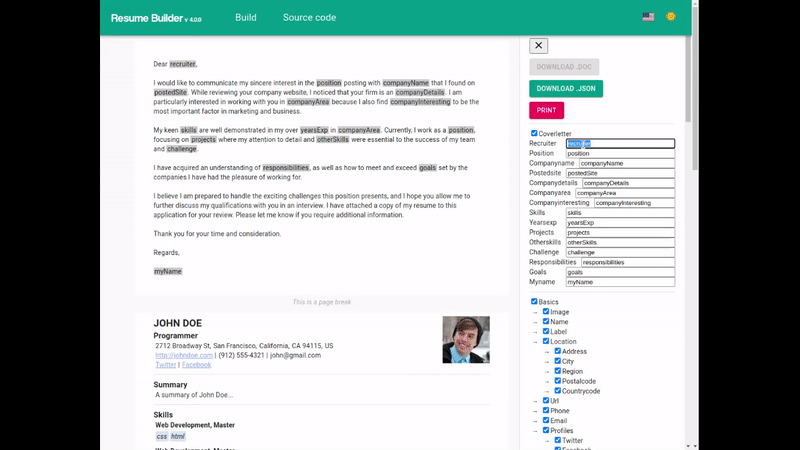 Resume Builder v 4.0.0 Build Source code
Dear recruiter,
I would like to communicate my sincere interest in the position posting with companyName that I found on
postedSite. While reviewing your company website, I noticed that your firm is an companyDetails. I am
particularly interested in working with you in companyArea because I also find companyInteresting to be the
most important factor in marketing and business.
My keen skills are well demonstrated in my over yearsExp in companyArea. Currently, I work as a position,
focusing on projects where my attention to detail and otherSkills were essential to the success of my team
and challenge.
I have acquired an understanding of responsibilities, as well as how to meet and exceed goals set by the
companies I have had the pleasure of working for.
I believe I am prepared to handle the exciting challenges this position presents, and I hope you allow me to
further discuss my qualifications with you in an interview. I have attached a copy of my resume to this
application for your review. Please let me know if you require additional information.
Thank you for your time and consideration.
Regards,
myName
This is a page break
JOHN DOE
Programmer
2712 Broadway St, San Francisco, California, CA 94115, US
http://johndoe.com | (912) 555-4321 | john@gmail.com
Twitter | Facebook
Summary
A summary of John Doe...
Skills
Web Development, Master
css html
Web Development, Master
DOWNLOAD .DOC
DOWNLOAD .JSON
PRINT
Coverletter
Recruiter recruiter
Position position
Companyname companyName
Postedsite postedSite
Companydetails companyDetails
Companyarea companyArea
Companyinteresting companyInteresting
Skills skills
Yearsexp yearsExp
Projects projects
Otherskills otherSkills
Challenge challenge
Responsibilities responsibilities
Goals goals
Myname myName
Basics
→ Image
→ Name
→ Label
→ Location
→ Address
→ City
→ Region
→ Postalcode
→ Countrycode
→ Url
→ Phone
→ Email
→ Profiles
→ Twitter
→ Facebook